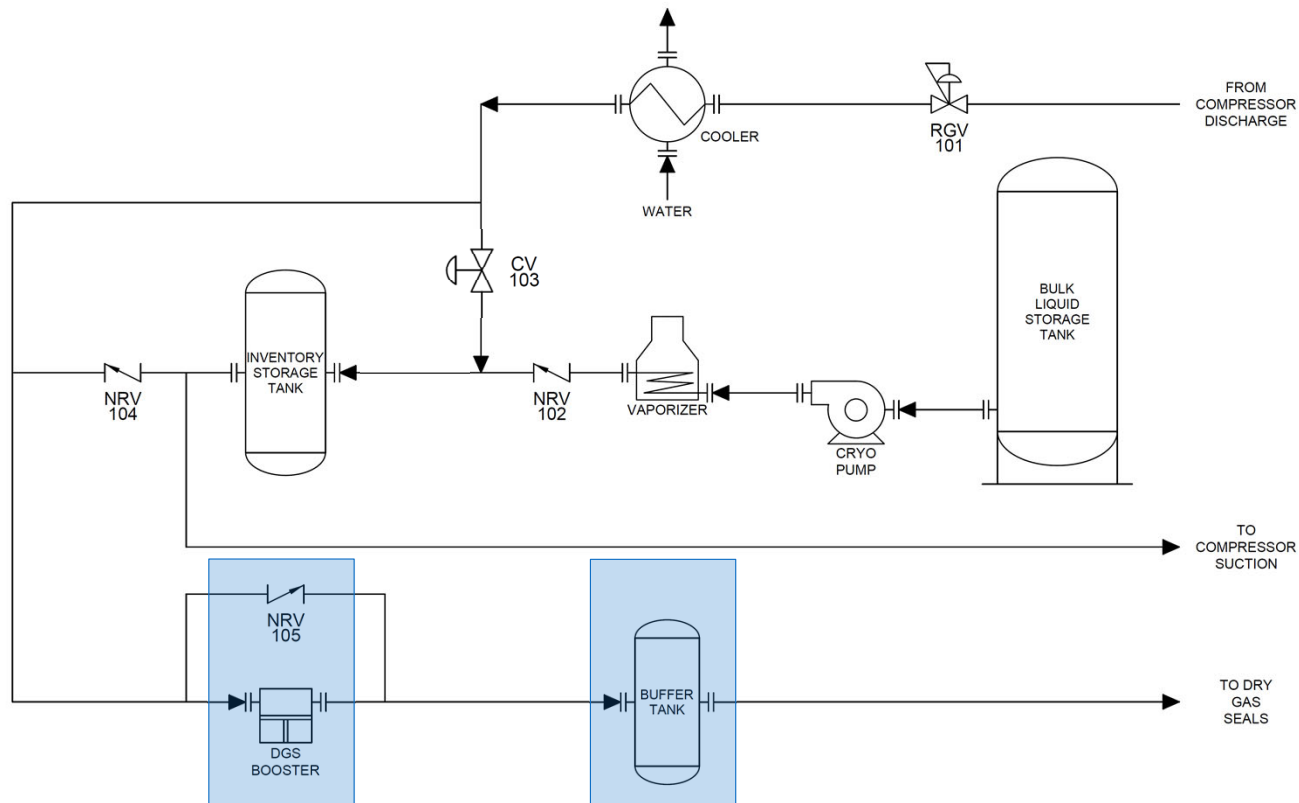 FROM
COMPRESSOR
DISCHARGE
RGV
101
COOLER
WATER
CV
103
BULK
LIQUID
STORAGE
TANK
INVENTORY
STORAGE
TANK
NRV
104
NRV
102
VAPORIZER
CRYO
PUMP
TO
COMPRESSOR
SUCTION
NRV
105
DGS
BOOSTER
BUFFER
TANK
TO DRY
GAS
SEALS